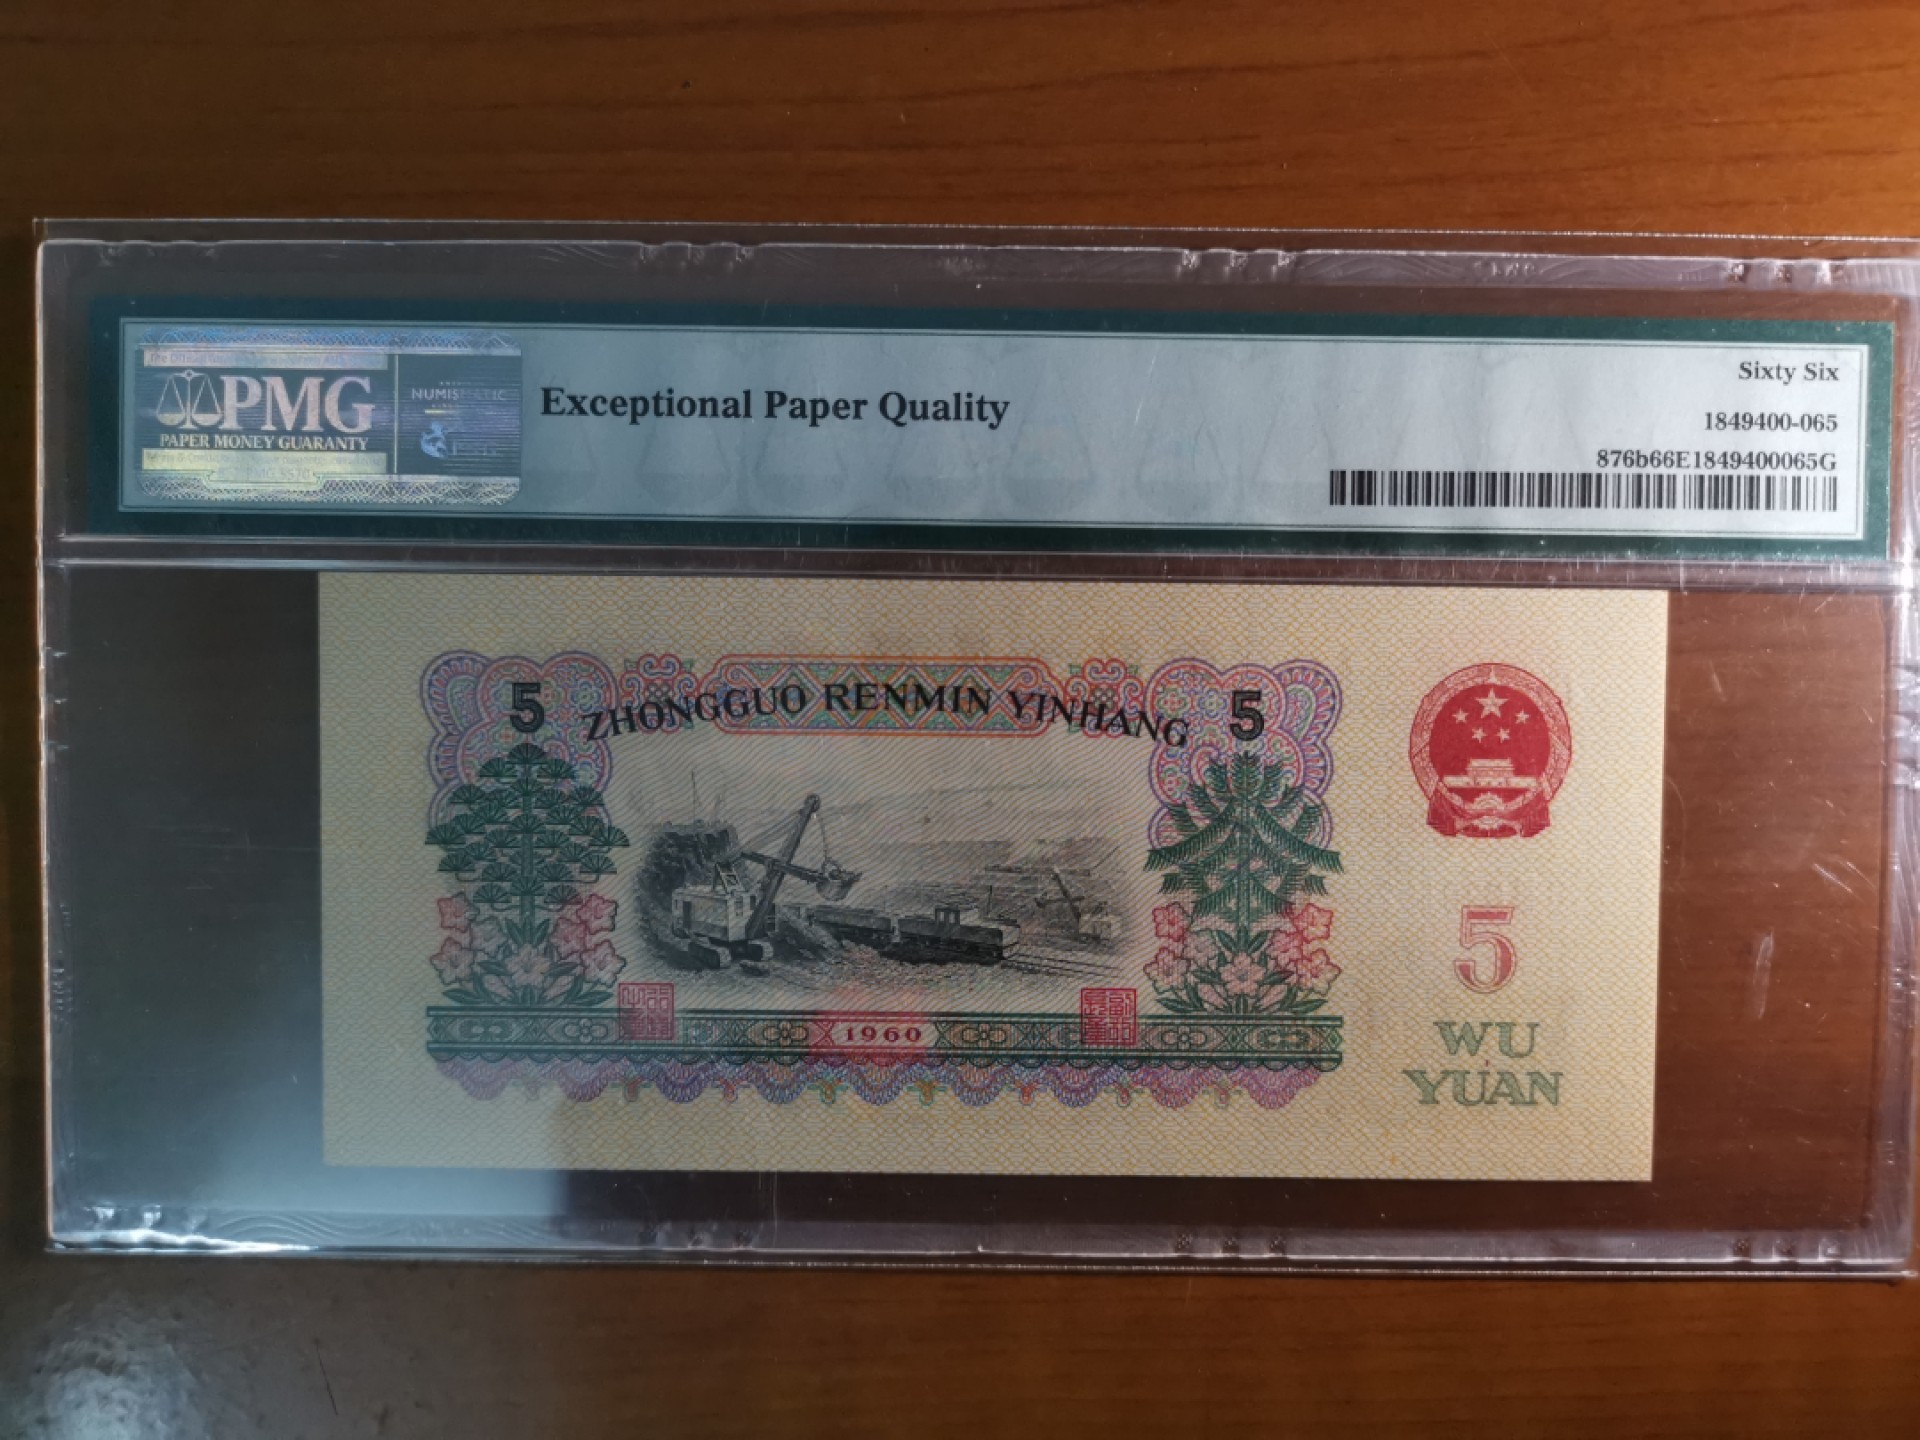 PMG
PAPER MONEY GUARANTY
NUMISMATIC
Exceptional Paper Quality
Sixty Six
1849400-065
876b66E1849400065G
5 ZHONGGUO RENMIN YINHANG 5
5
1960
WU
YUAN